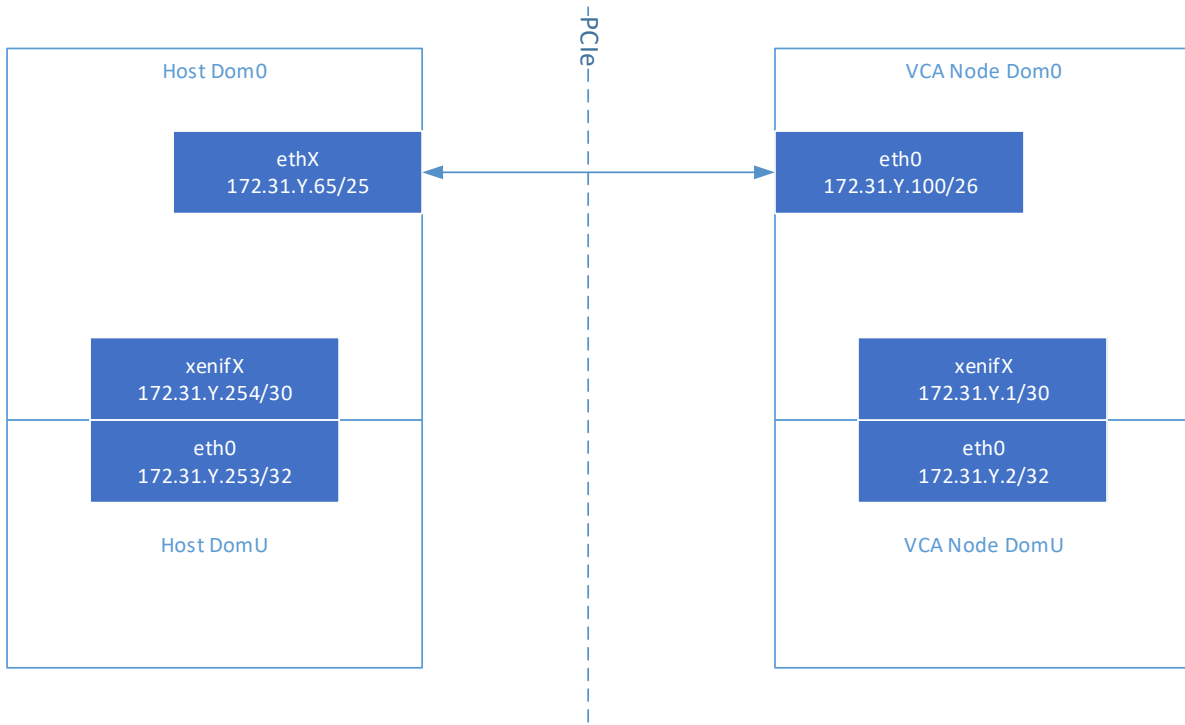 PCIe
Host Dom0
VCA Node Dom0
ethX
172.31.Y.65/25
eth0
172.31.Y.100/26
xenifX
172.31.Y.254/30
xenifX
172.31.Y.1/30
eth0
172.31.Y.253/32
eth0
172.31.Y.2/32
Host DomU
VCA Node DomU